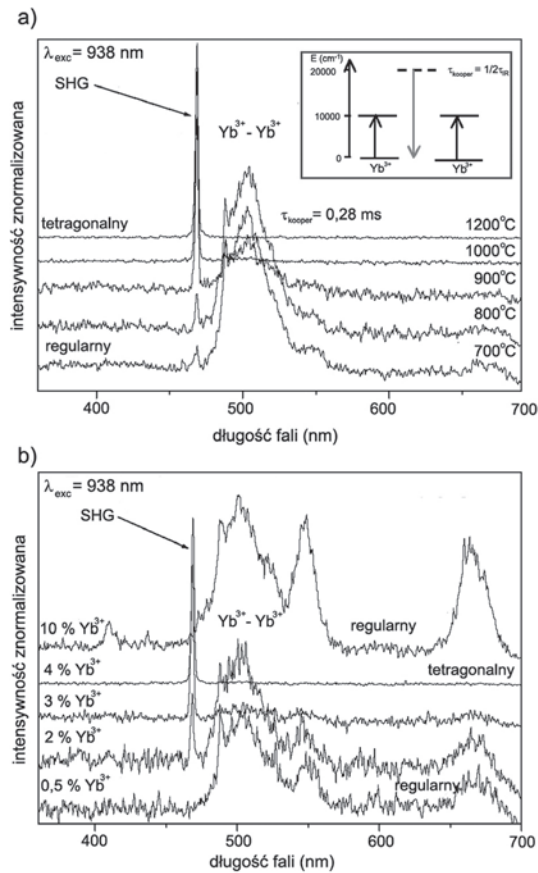 a)
λexc = 938 nm
SHG
Yb³⁺ - Yb³⁺
E (cm⁻¹)
20000
10000
0
τkooper = 1/2τIR
Yb³⁺
Yb³⁺
tetragonalny
τkooper = 0,28 ms
1200°C
1000°C
900°C
800°C
700°C
regularny
intensywność znormalizowana
400
500
600
700
długość fali (nm)
b)
λexc = 938 nm
SHG
Yb³⁺ - Yb³⁺
regularny
10 % Yb³⁺
tetragonalny
4 % Yb³⁺
3 % Yb³⁺
2 % Yb³⁺
0,5 % Yb³⁺
regularny
intensywność znormalizowana
400
500
600
700
długość fali (nm)